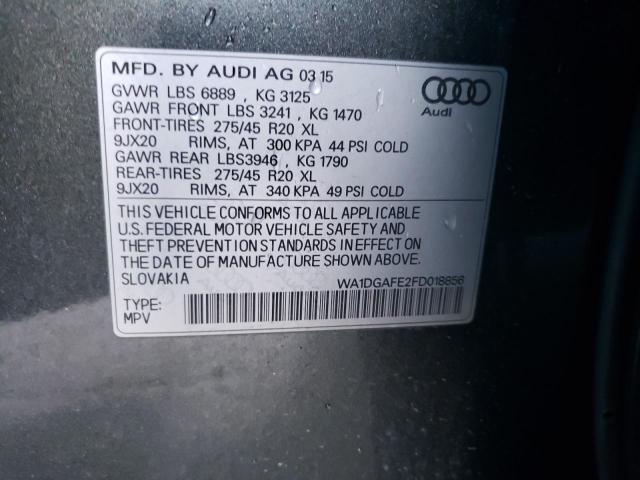 MFD. BY AUDI AG 03 15
GVWR LBS 6889 , KG 3125
GAWR FRONT LBS 3241 , KG 1470
FRONT-TIRES 275/45 R20 XL
9JX20 RIMS, AT 300 KPA 44 PSI COLD
GAWR REAR LBS3946 , KG 1790
REAR-TIRES 275/45 R20 XL
9JX20 RIMS, AT 340 KPA 49 PSI COLD
Audi
THIS VEHICLE CONFORMS TO ALL APPLICABLE
U.S. FEDERAL MOTOR VEHICLE SAFETY AND
THEFT PREVENTION STANDARDS IN EFFECT ON
THE DATE OF MANUFACTURE SHOWN ABOVE.
SLOVAKIA
WA1DGAFE2FD018856
TYPE:
MPV